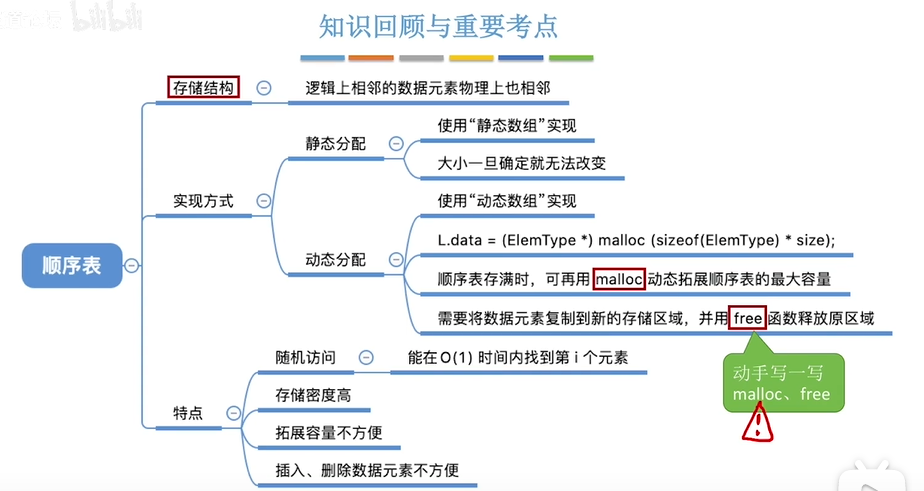 bilibili
知识回顾与重要考点
顺序表
存储结构
逻辑上相邻的数据元素物理上也相邻
实现方式
静态分配
使用“静态数组”实现
大小一旦确定就无法改变
动态分配
使用“动态数组”实现
L.data = (ElemType *) malloc (sizeof(ElemType) * size);
顺序表存满时，可再用 malloc 动态拓展顺序表的最大容量
需要将数据元素复制到新的存储区域，并用 free 函数释放原区域
动手写一写
malloc、free
特点
随机访问
能在 O(1) 时间内找到第 i 个元素
存储密度高
拓展容量不方便
插入、删除数据元素不方便